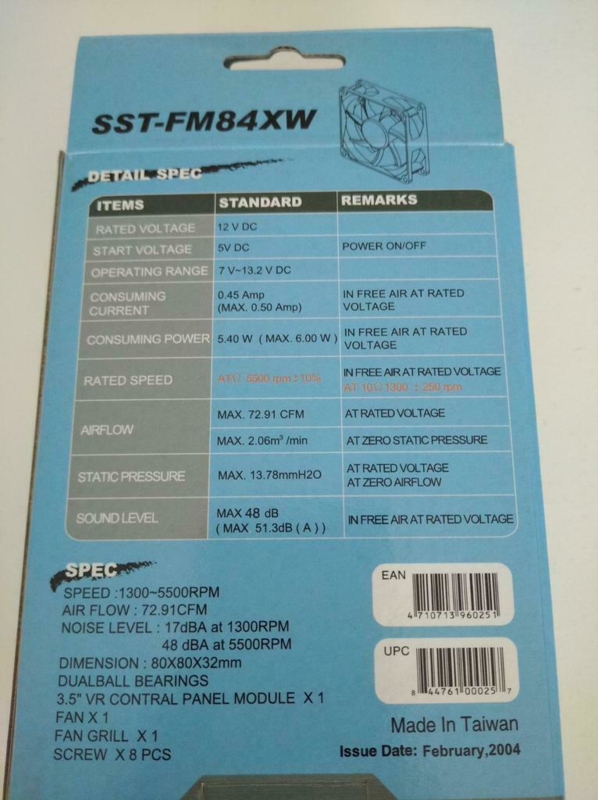 SST-FM84XW
DETAIL SPEC
ITEMS STANDARD REMARKS
RATED VOLTAGE 12 V DC
START VOLTAGE 5V DC POWER ON/OFF
OPERATING RANGE 7 V~13.2 V DC
CONSUMING CURRENT 0.45 Amp (MAX. 0.50 Amp) IN FREE AIR AT RATED VOLTAGE
CONSUMING POWER 5.40 W ( MAX. 6.00 W ) IN FREE AIR AT RATED VOLTAGE
RATED SPEED 5500 rpm ± 10% IN FREE AIR AT RATED VOLTAGE
1300 ± 250 rpm
AIRFLOW MAX. 72.91 CFM AT RATED VOLTAGE
MAX. 2.06m³ /min AT ZERO STATIC PRESSURE
STATIC PRESSURE MAX. 13.78mmH2O AT RATED VOLTAGE AT ZERO AIRFLOW
SOUND LEVEL MAX 48 dB ( MAX 51.3dB ( A ) ) IN FREE AIR AT RATED VOLTAGE
SPEC
SPEED :1300~5500RPM
AIR FLOW : 72.91CFM
NOISE LEVEL : 17dBA at 1300RPM
48 dBA at 5500RPM
DIMENSION : 80X80X32mm
DUALBALL BEARINGS
3.5" VR CONTRAL PANEL MODULE X 1
FAN X 1
FAN GRILL X 1
SCREW X 8 PCS
EAN
4 710713 960251
UPC
8 44761 00025 7
Made In Taiwan
Issue Date: February,2004